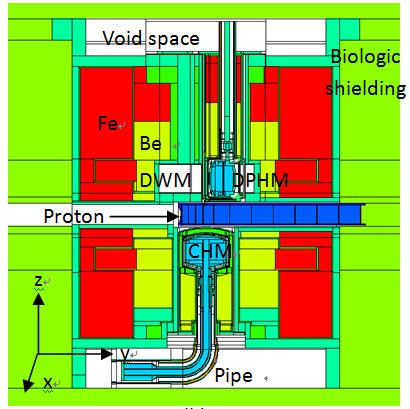 Void space
Biologic
shielding
Fe
Be
DWM
DPHM
Proton
CHM
z
y
x
Pipe